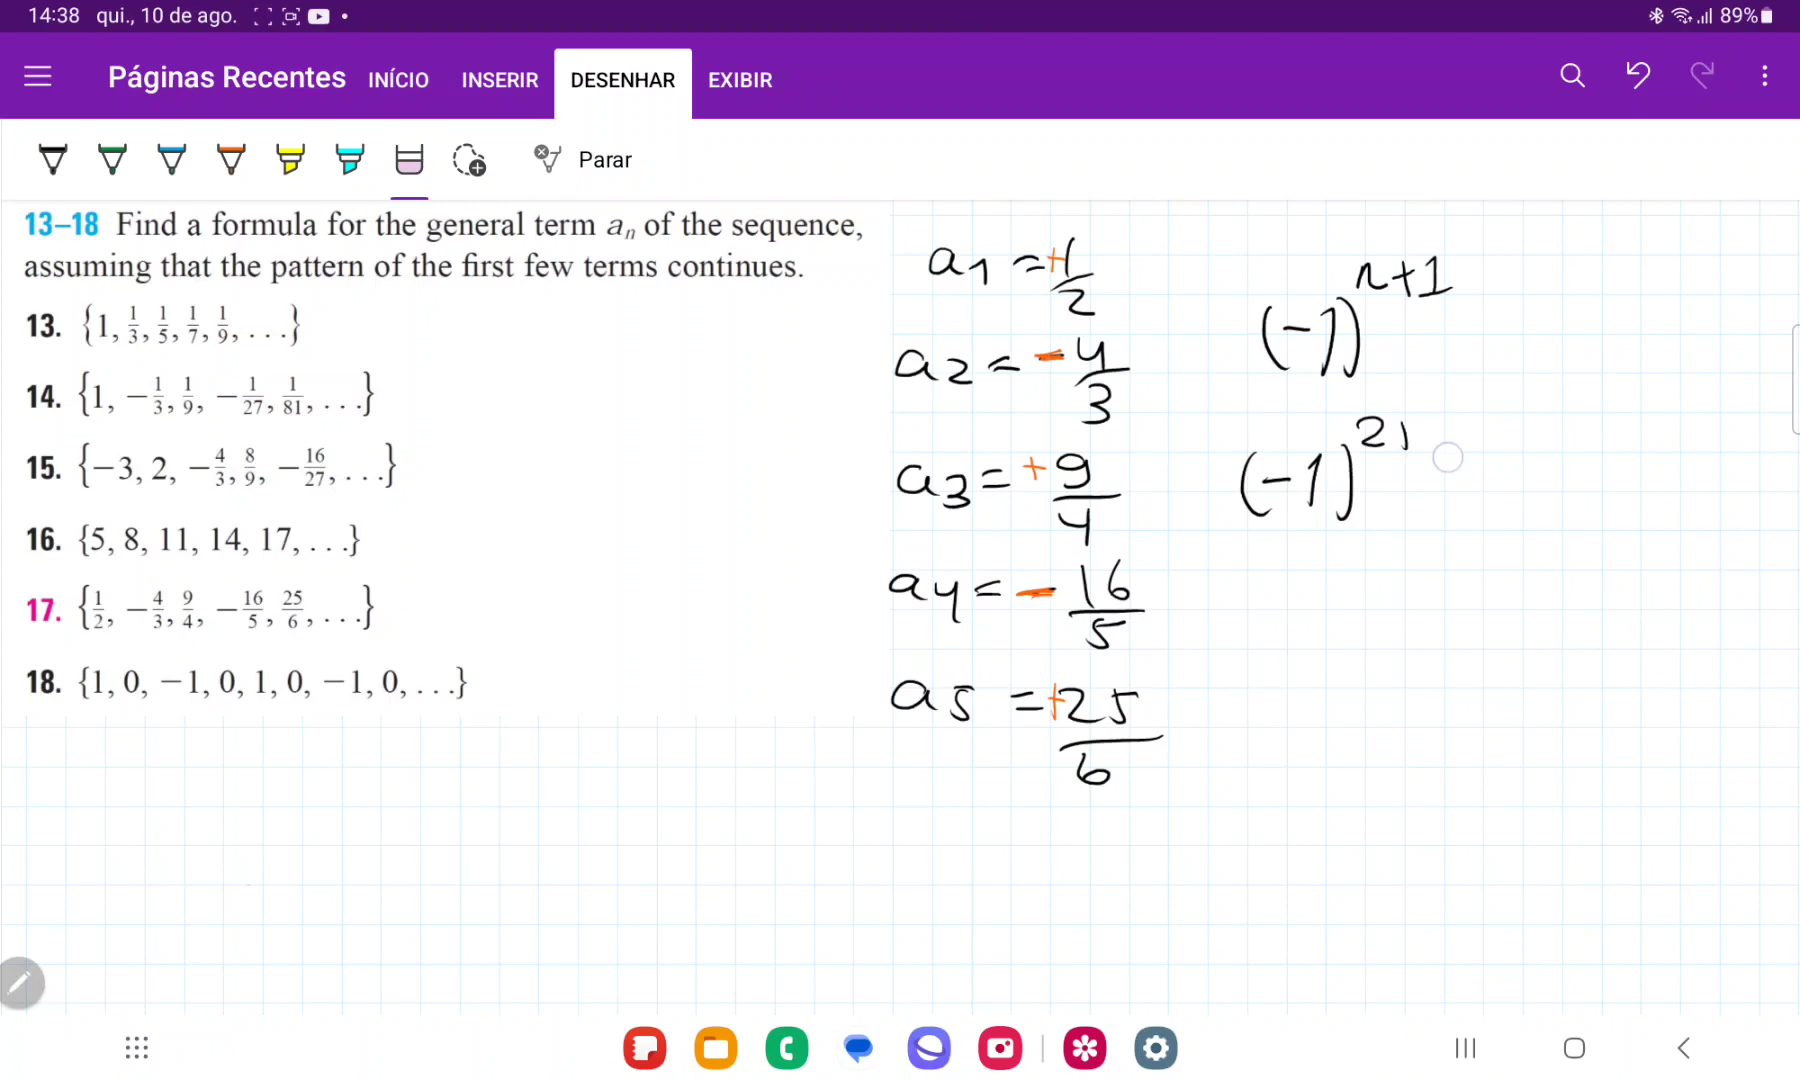 14:38 qui., 10 de ago. 89%
Páginas Recentes INÍCIO INSERIR DESENHAR EXIBIR
Parar
13–18 Find a formula for the general term aₙ of the sequence,
assuming that the pattern of the first few terms continues.
13. {1, 1/3, 1/5, 1/7, 1/9, . . .}
14. {1, −1/3, 1/9, −1/27, 1/81, . . .}
15. {−3, 2, −4/3, 8/9, −16/27, . . .}
16. {5, 8, 11, 14, 17, . . .}
17. {1/2, −4/3, 9/4, −16/5, 25/6, . . .}
18. {1, 0, −1, 0, 1, 0, −1, 0, . . .}
a1 = +1/2
a2 = -4/3
a3 = +9/4
a4 = -16/5
a5 = +25/6
(-1)^n+1
(-1)^2